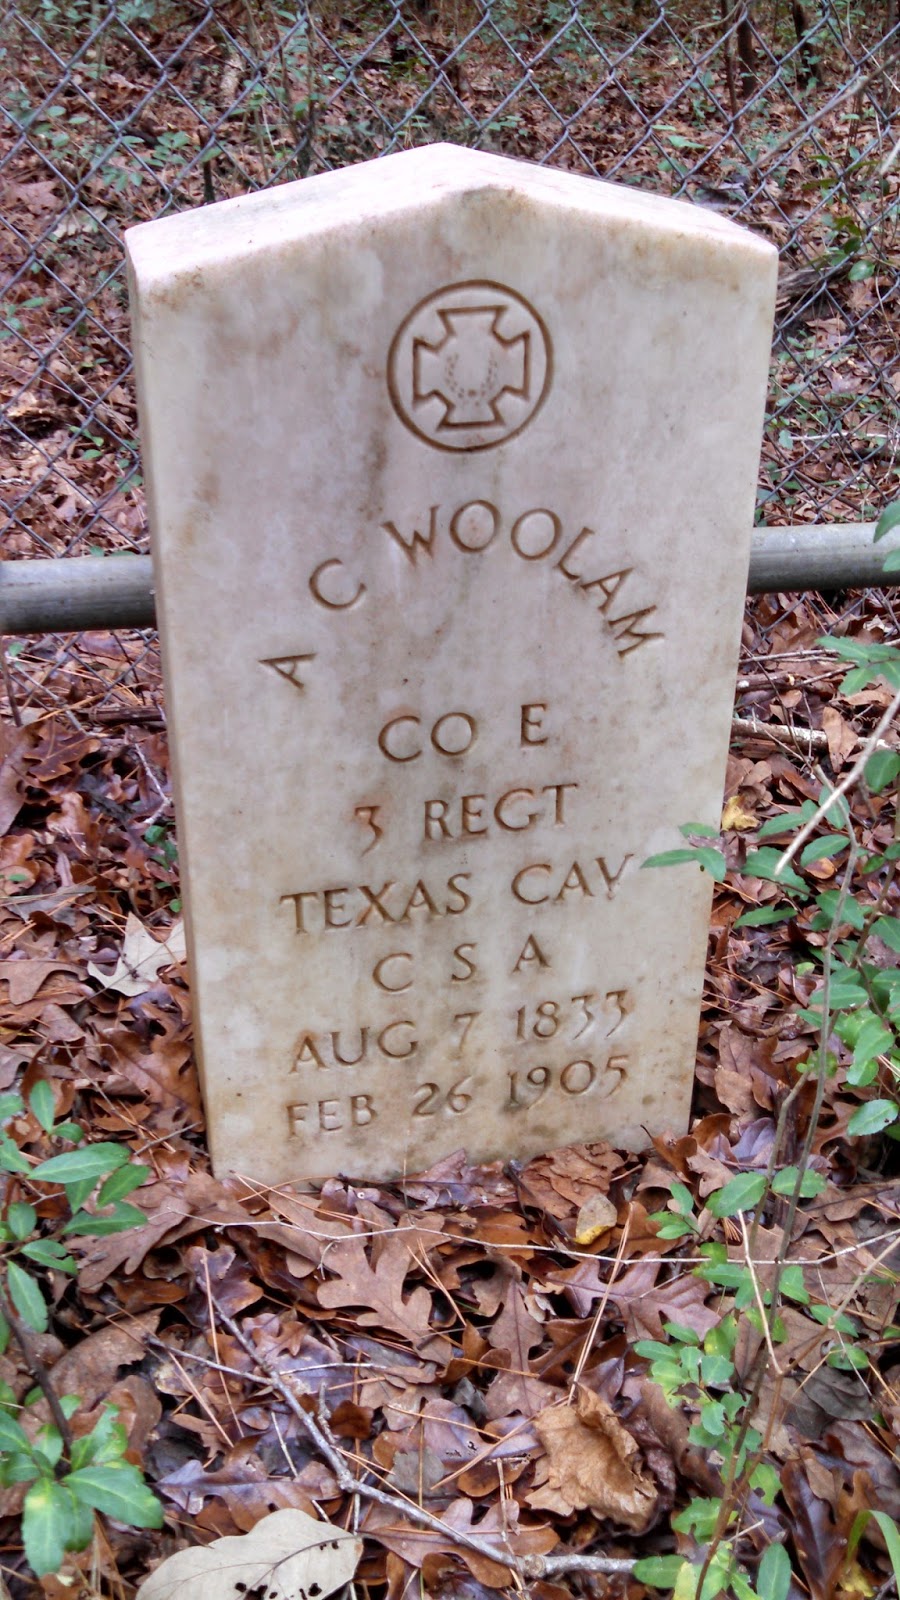 A C WOOLAM
CO E
3 REGT
TEXAS CAV
C S A
AUG 7 1833
FEB 26 1905